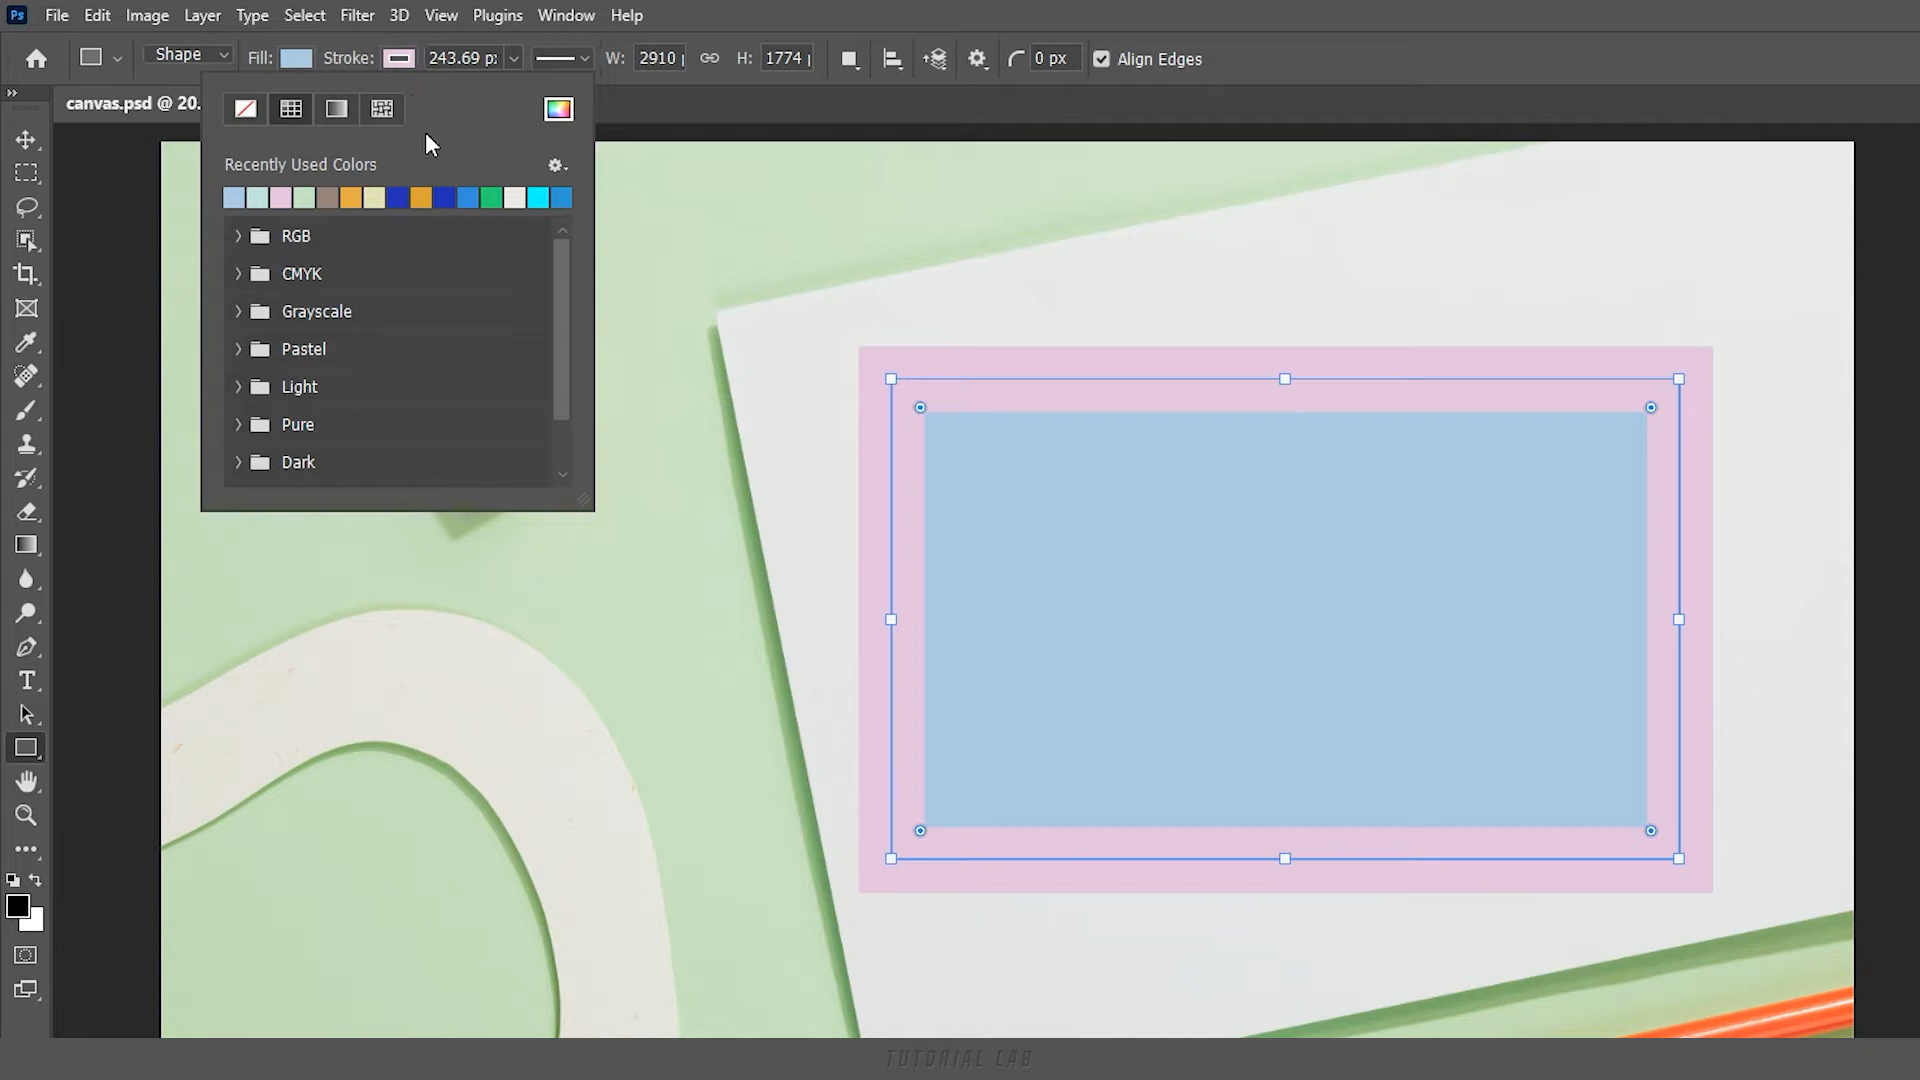 Ps File Edit Image Layer Type Select Filter 3D View Plugins Window Help
Shape Fill: Stroke: 243.69 px W: 2910 H: 1774 0 px Align Edges
canvas.psd @ 20.
Recently Used Colors
RGB
CMYK
Grayscale
Pastel
Light
Pure
Dark
TUTORIAL LAB